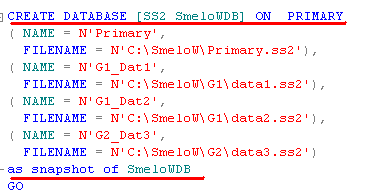 CREATE DATABASE [SS2 SmeloWDB] ON PRIMARY
( NAME = N'Primary',
FILENAME = N'C:\SmeloW\Primary.ss2'),
( NAME = N'G1_Dat1',
FILENAME = N'C:\SmeloW\G1\data1.ss2'),
( NAME = N'G1_Dat2',
FILENAME = N'C:\SmeloW\G1\data2.ss2'),
( NAME = N'G2_Dat3',
FILENAME = N'C:\SmeloW\G2\data3.ss2')
as snapshot of SmeloWDB
GO